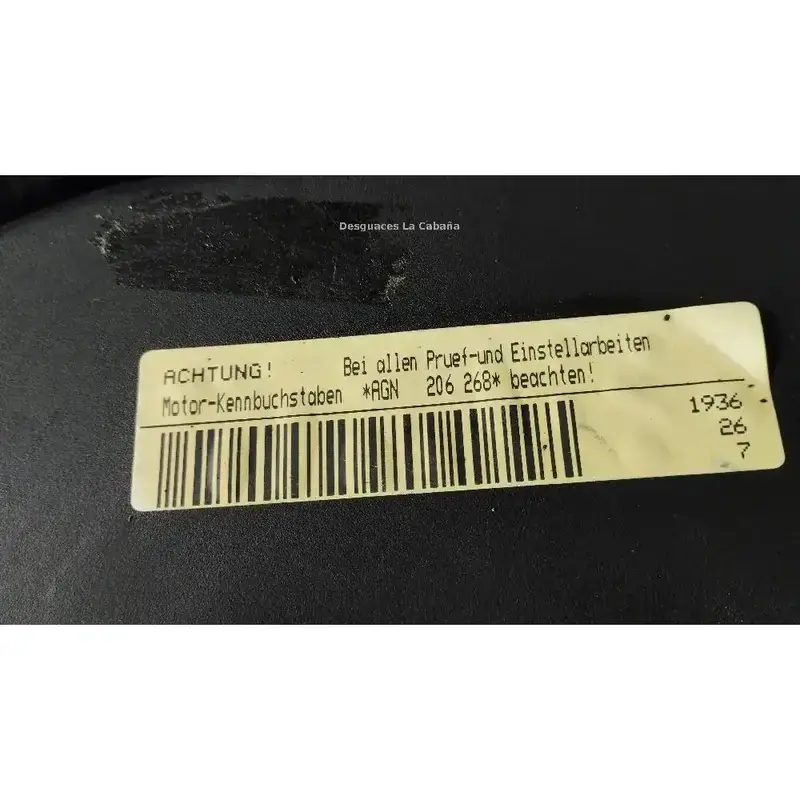 Desguaces La Cabaña
ACHTUNG! Bei allen Pruef-und Einstellarbeiten
Motor-Kennbuchstaben *AGN 206 268* beachten!
1936
26
7